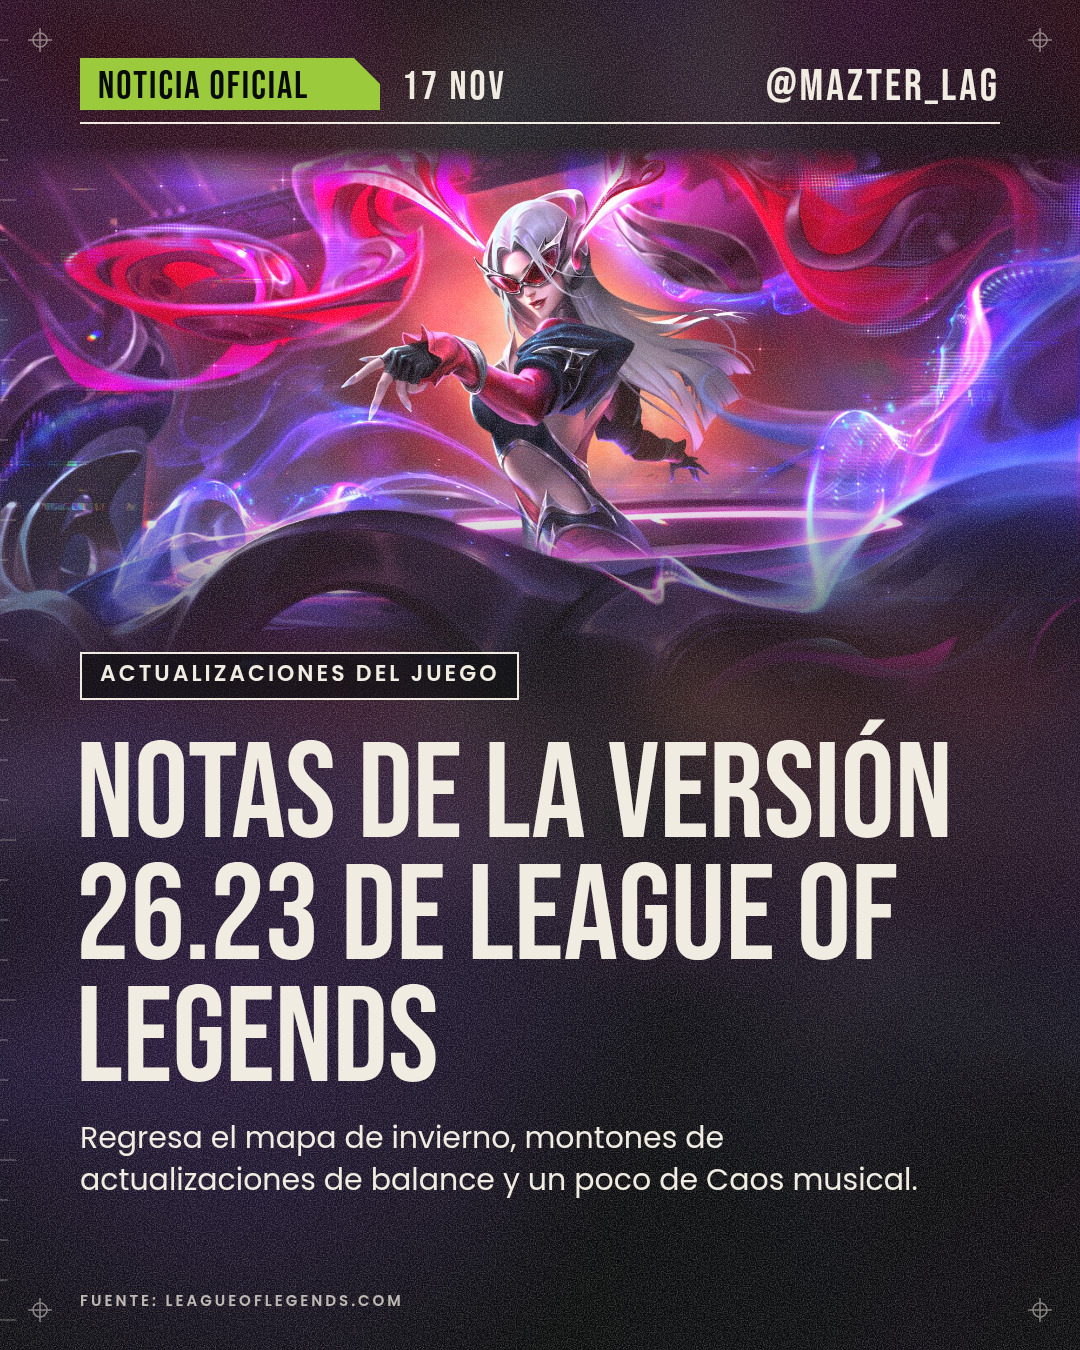 NOTICIA OFICIAL
17 NOV
@MAZTER_LAG
ACTUALIZACIONES DEL JUEGO
NOTAS DE LA VERSIÓN
26.23 DE LEAGUE OF
LEGENDS
Regresa el mapa de invierno, montones de
actualizaciones de balance y un poco de Caos musical.
FUENTE: LEAGUEOFLEGENDS.COM